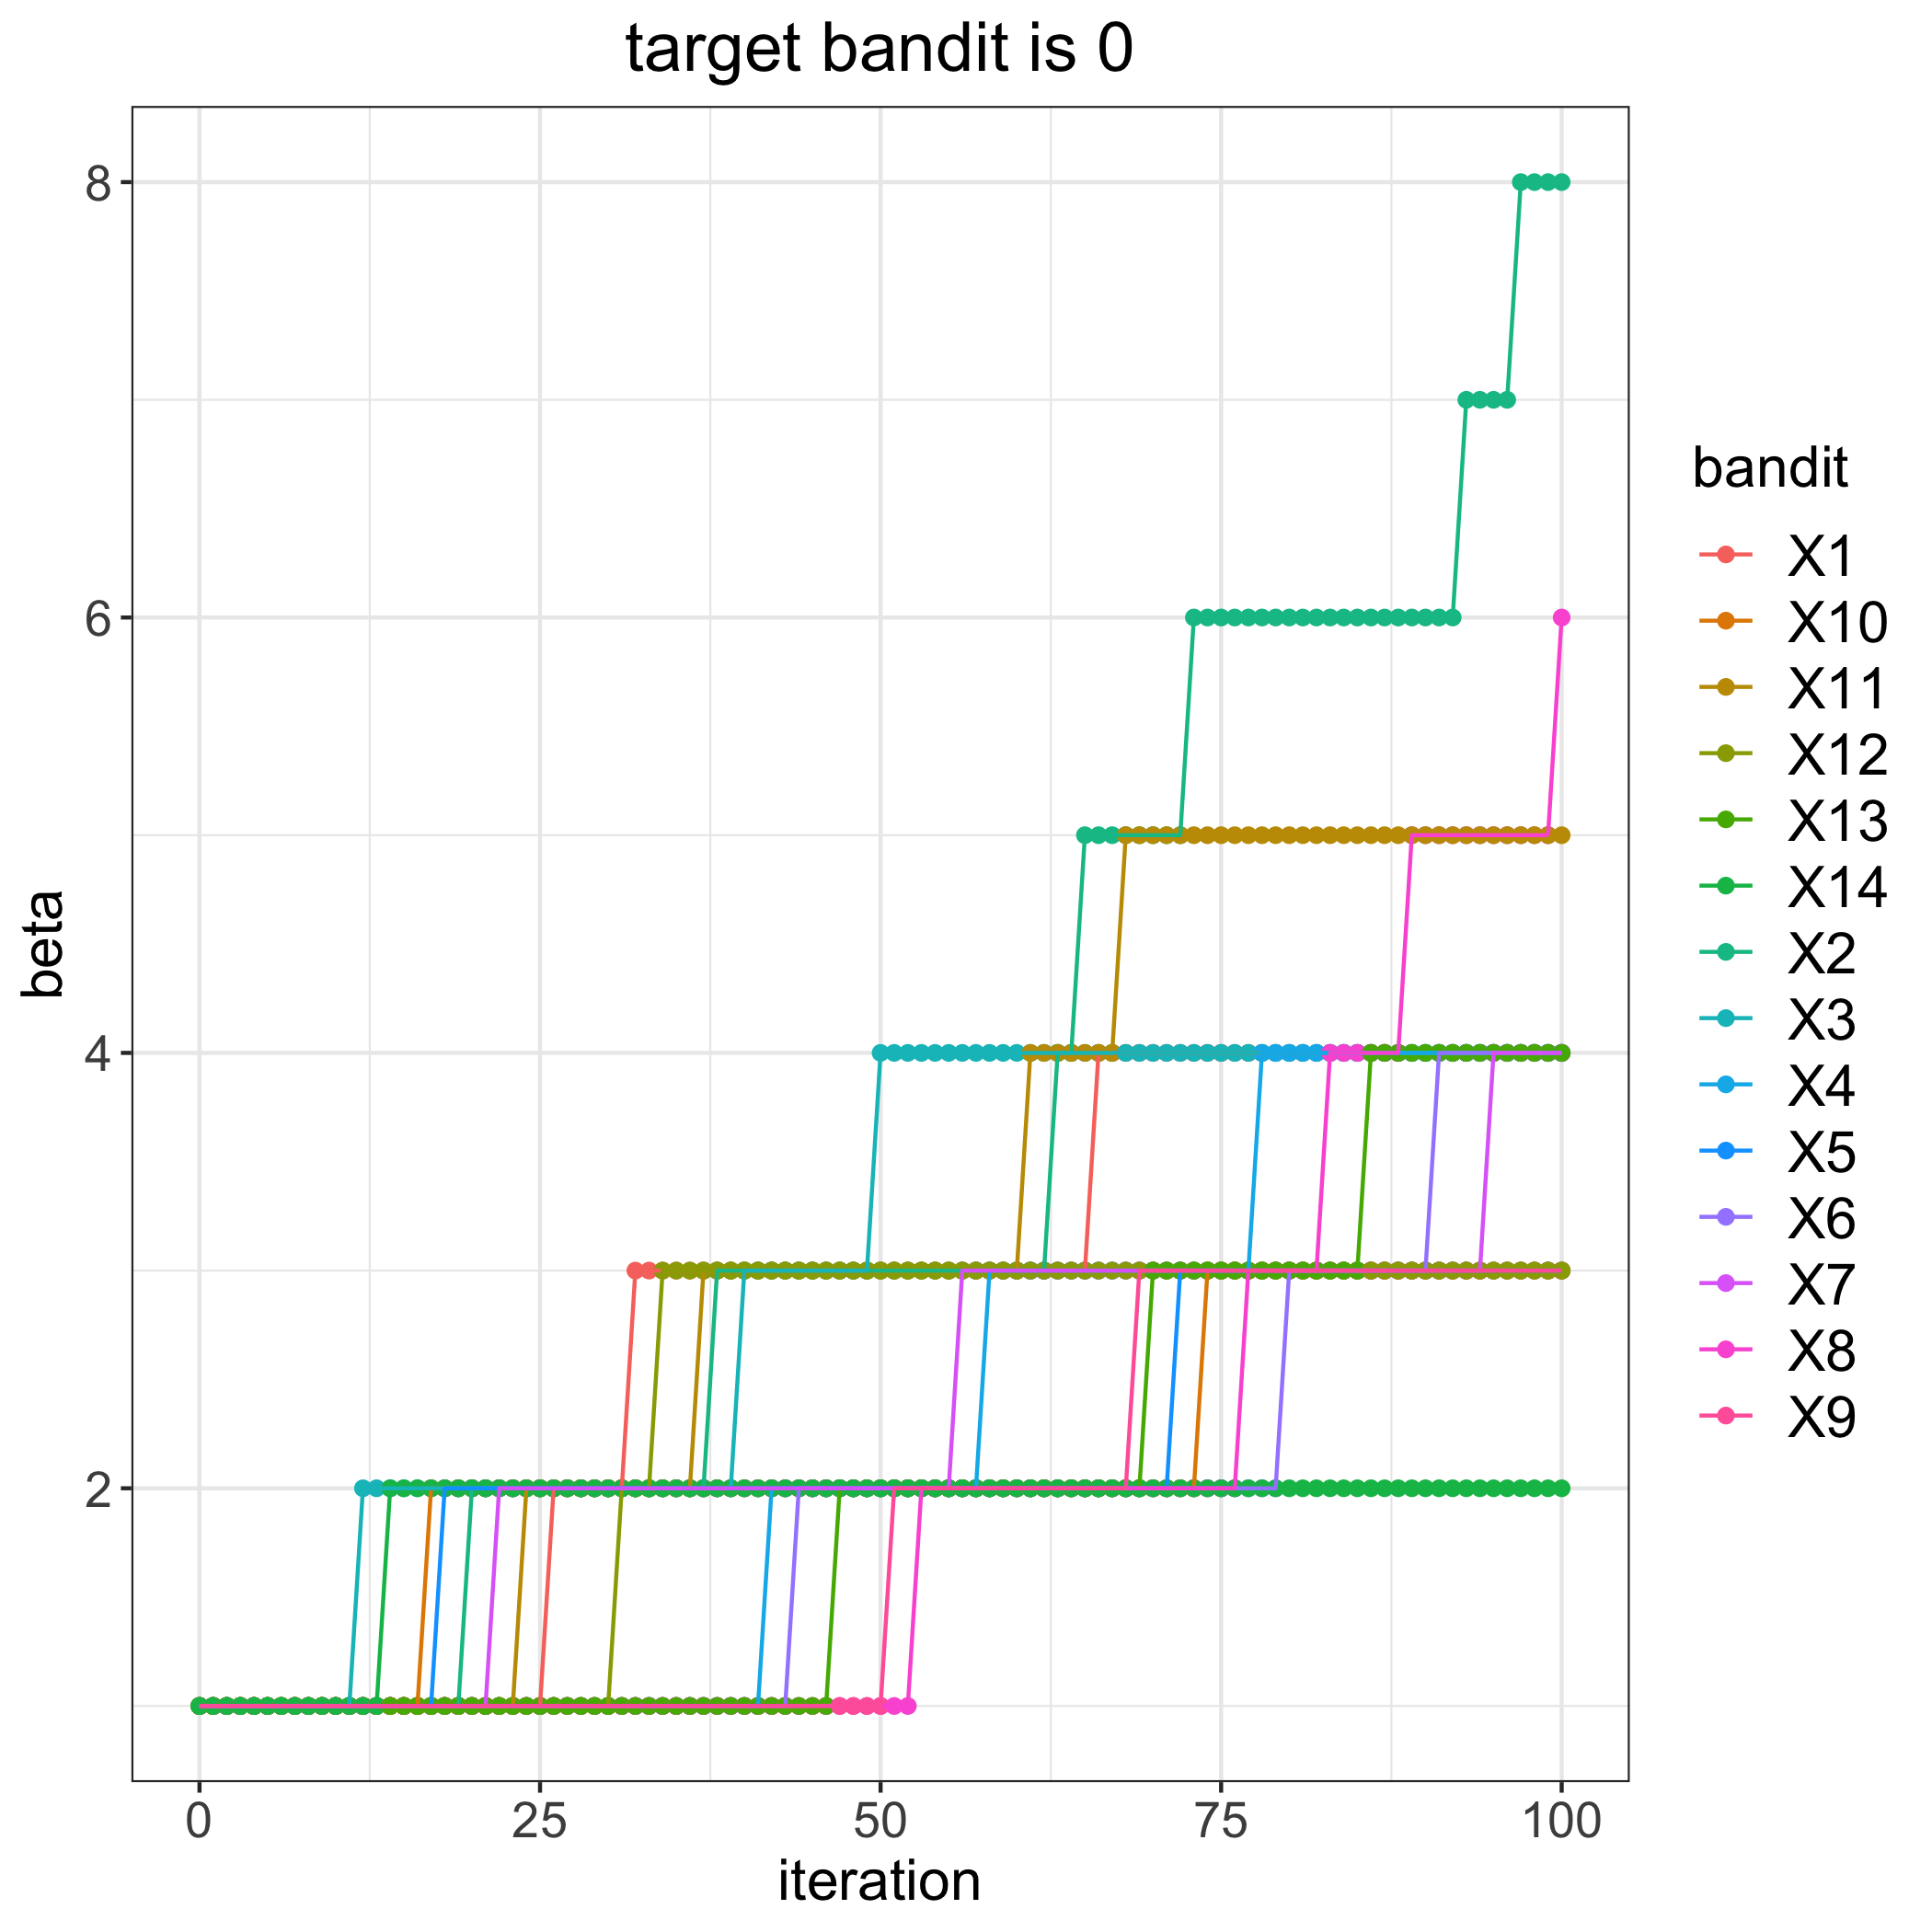 target bandit is 0
8
6
4
2
beta
0 25 50 75 100
iteration
bandit
X1
X10
X11
X12
X13
X14
X2
X3
X4
X5
X6
X7
X8
X9